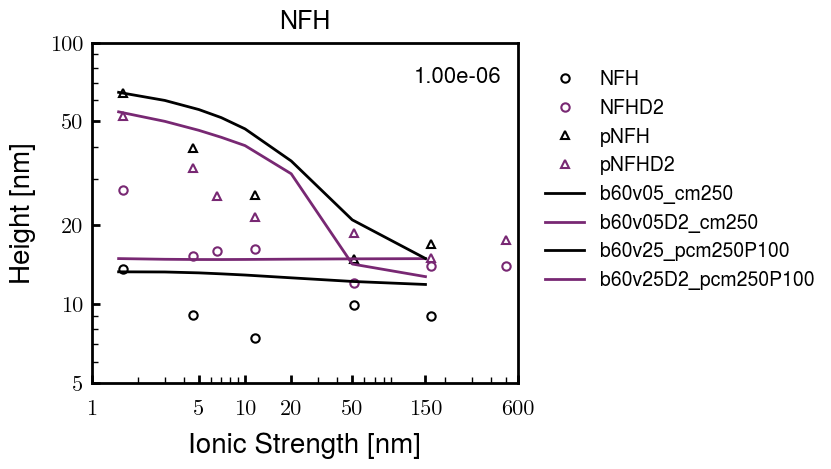 NFH
100
50
20
10
5
Height [nm]
1.00e-06
1 5 10 20 50 150 600
Ionic Strength [nm]
NFH
NFHD2
pNFH
pNFHD2
b60v05_cm250
b60v05D2_cm250
b60v25_pcm250P100
b60v25D2_pcm250P100